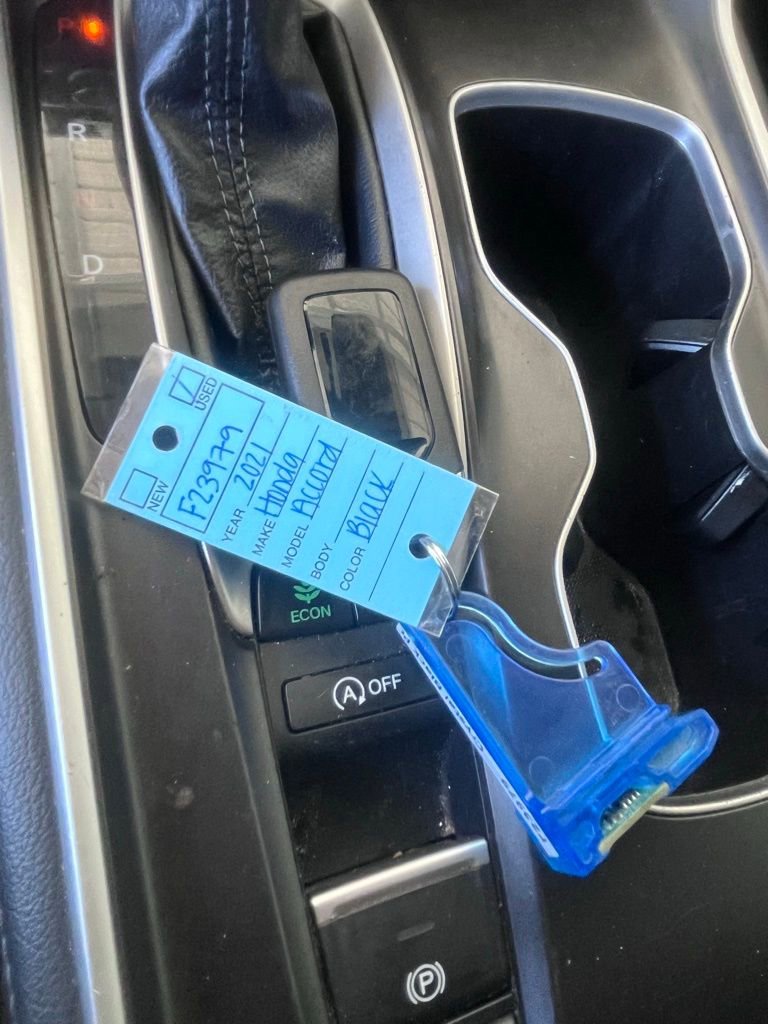 P
R
D
USED
NEW
F23979
YEAR 2021
MAKE Honda
MODEL Accord
BODY
COLOR Black
ECON
A OFF
P